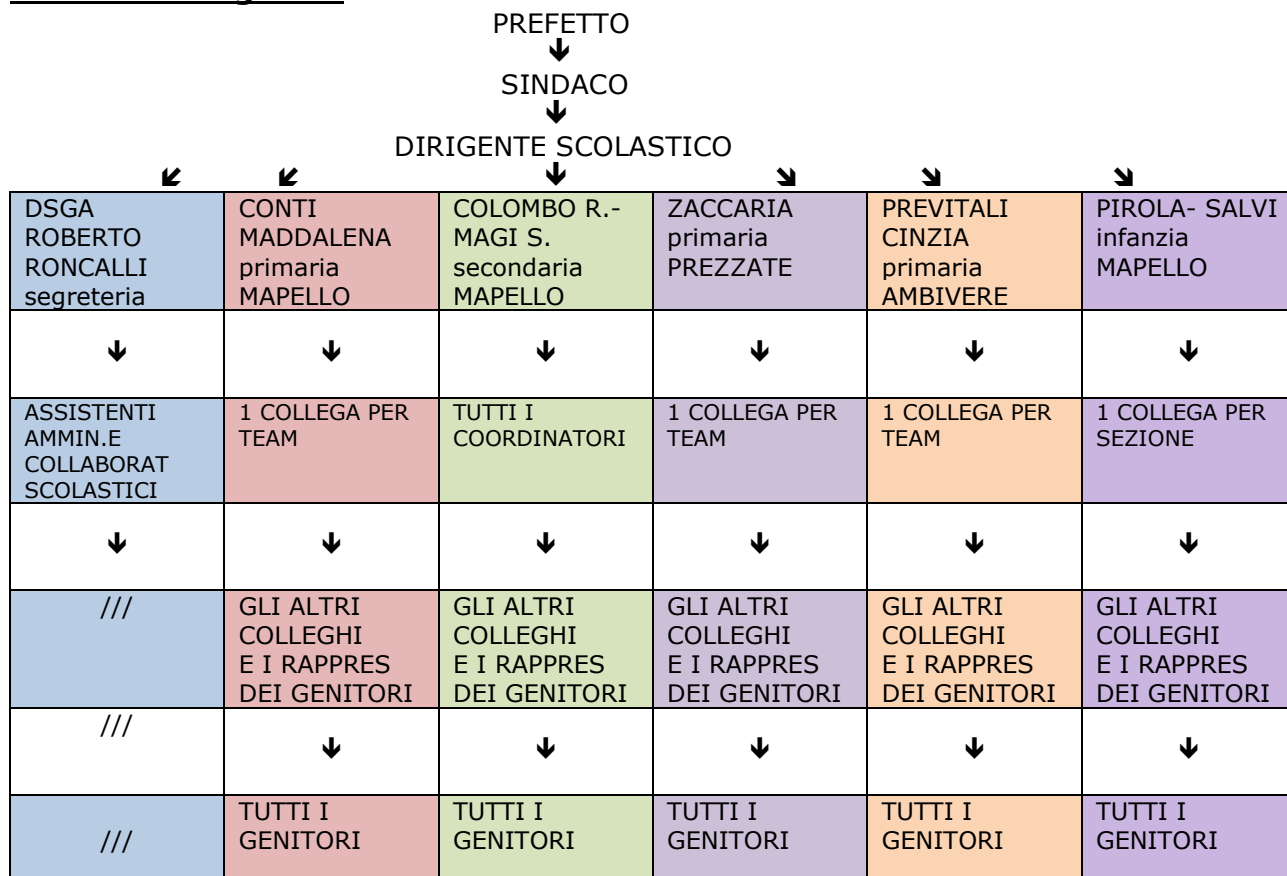 PREFETTO
SINDACO
DIRIGENTE SCOLASTICO
DSGA
ROBERTO
RONCALLI
segreteria
CONTI
MADDALENA
primaria
MAPELLO
COLOMBO R.-
MAGI S.
secondaria
MAPELLO
ZACCARIA
primaria
PREZZATE
PREVITALI
CINZIA
primaria
AMBIVERE
PIROLA- SALVI
infanzia
MAPELLO
ASSISTENTI
AMMIN.E
COLLABORAT
SCOLASTICI
1 COLLEGA PER
TEAM
TUTTI I
COORDINATORI
1 COLLEGA PER
TEAM
1 COLLEGA PER
TEAM
1 COLLEGA PER
SEZIONE
///
GLI ALTRI
COLLEGHI
E I RAPPRES
DEI GENITORI
GLI ALTRI
COLLEGHI
E I RAPPRES
DEI GENITORI
GLI ALTRI
COLLEGHI
E I RAPPRES
DEI GENITORI
GLI ALTRI
COLLEGHI
E I RAPPRES
DEI GENITORI
GLI ALTRI
COLLEGHI
E I RAPPRES
DEI GENITORI
///
///
TUTTI I
GENITORI
TUTTI I
GENITORI
TUTTI I
GENITORI
TUTTI I
GENITORI
TUTTI I
GENITORI